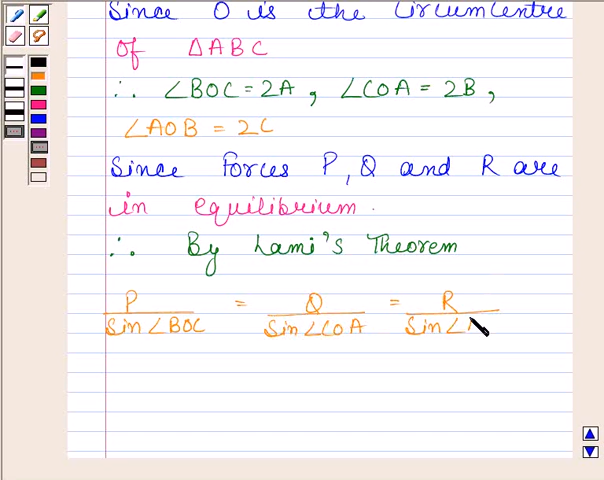 Since O is the Circumcentre
of ΔABC
∴ ∠BOC = 2A, ∠COA = 2B,
∠AOB = 2C
Since Forces P, Q and R are
in equilibrium.
∴ By Lami's Theorem
P = Q = R
Sin∠BOC Sin∠COA Sin∠